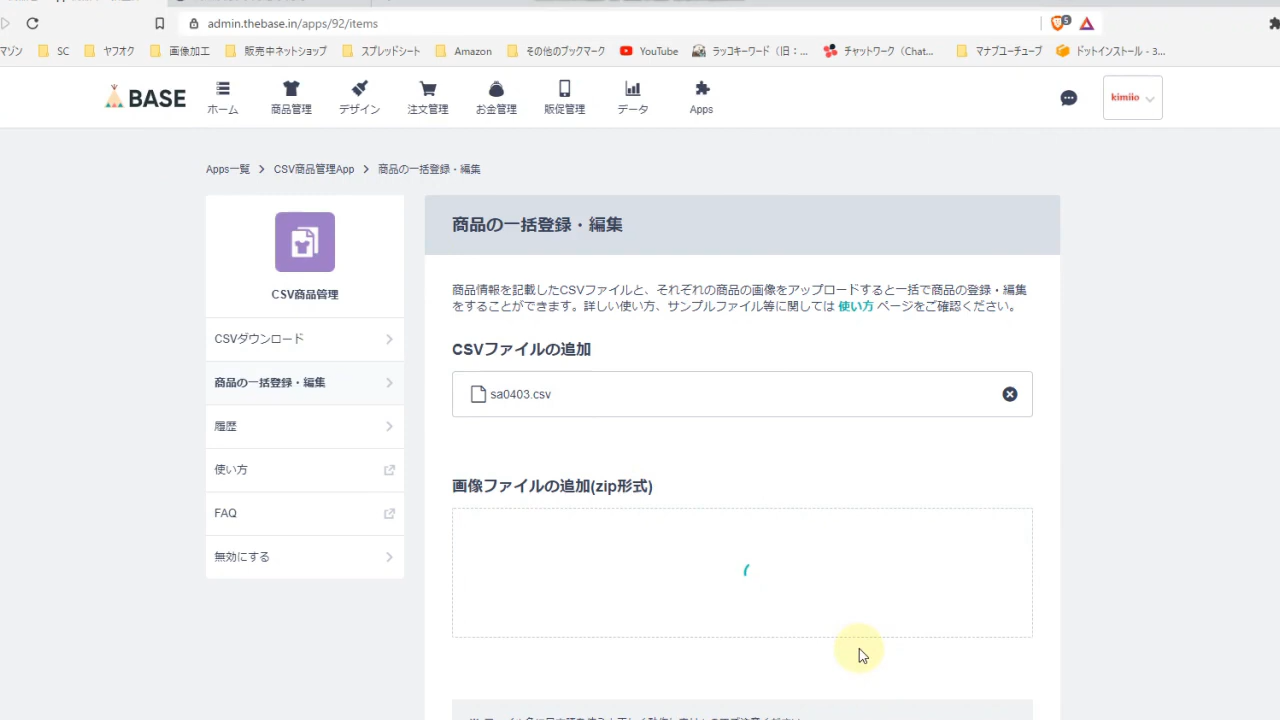 admin.thebase.in/apps/92/items
5
マゾン SC ヤフオク 画像加工 販売中ネットショップ スプレッドシート Amazon その他のブックマーク YouTube ラッコキーワード（旧：... チャットワーク（Chat... マナブユーチューブ ドットインストール - 3...
BASE
ホーム 商品管理 デザイン 注文管理 お金管理 販促管理 データ Apps
kimiio
Apps一覧 > CSV商品管理App > 商品の一括登録・編集
CSV商品管理
CSVダウンロード
商品の一括登録・編集
履歴
使い方
FAQ
無効にする
商品の一括登録・編集
商品情報を記載したCSVファイルと、それぞれの商品の画像をアップロードすると一括で商品の登録・編集
をすることができます。詳しい使い方、サンプルファイル等に関しては 使い方 ページをご確認ください。
CSVファイルの追加
sa0403.csv
画像ファイルの追加(zip形式)